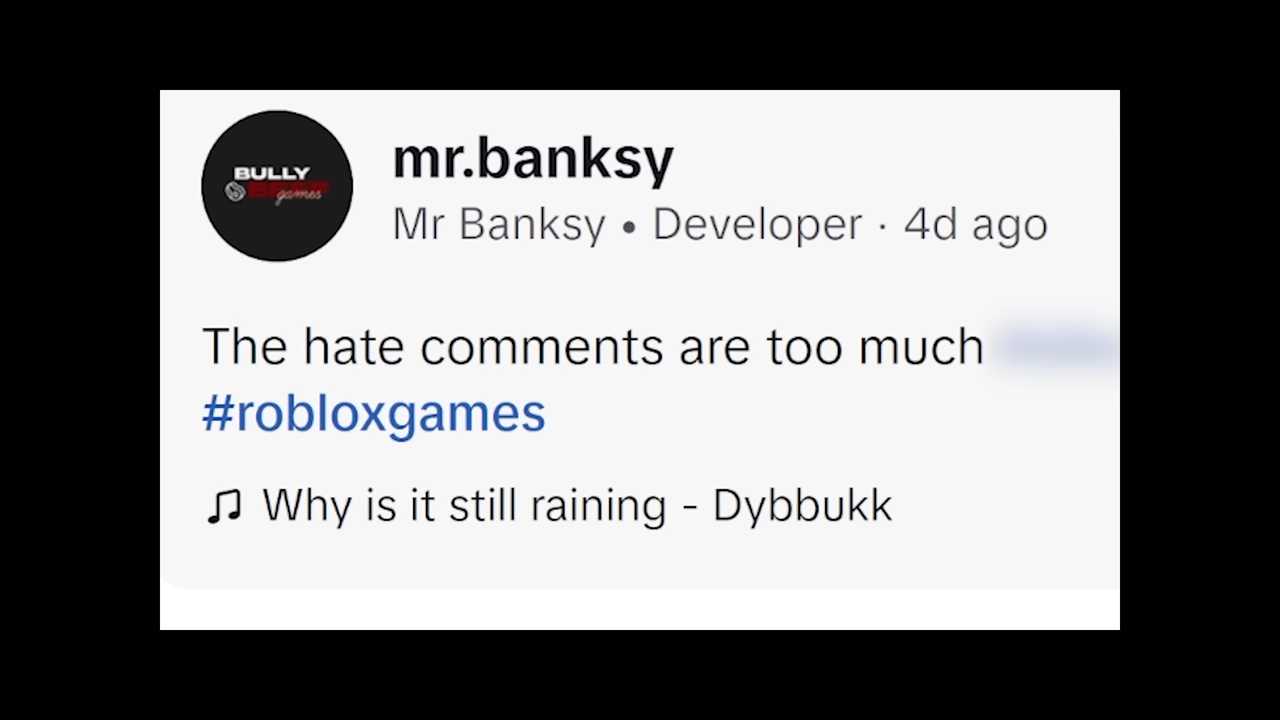 BULLY
BEEF
games
mr.banksy
Mr Banksy • Developer · 4d ago
The hate comments are too much
#robloxgames
Why is it still raining - Dybbukk